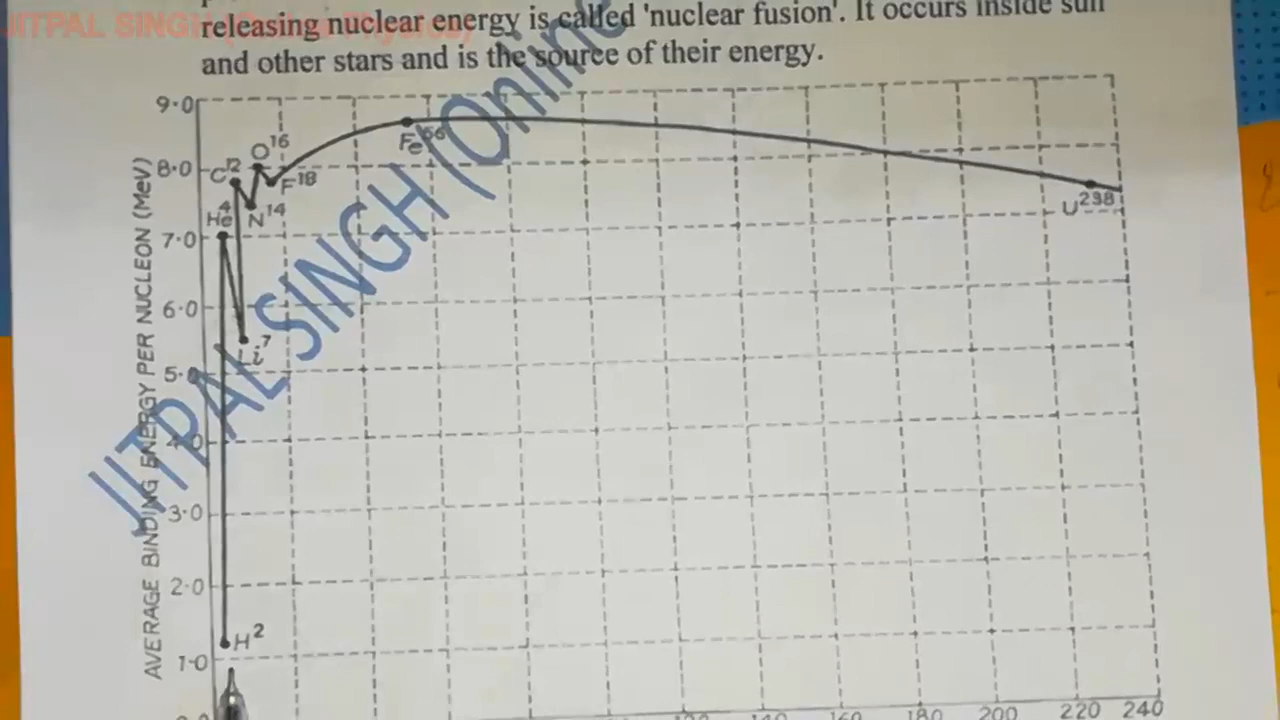 releasing nuclear energy is called 'nuclear fusion'. It occurs inside sun
and other stars and is the source of their energy.
JITPAL SINGH
JITPAL SINGH (Online
AVERAGE BINDING ENERGY PER NUCLEON (MeV)
9·0
8·0
7·0
6·0
5·0
4·0
3·0
2·0
1·0
C12
O16
F18
N14
He4
Li7
H2
Fe56
U238
160
180
200
220
240